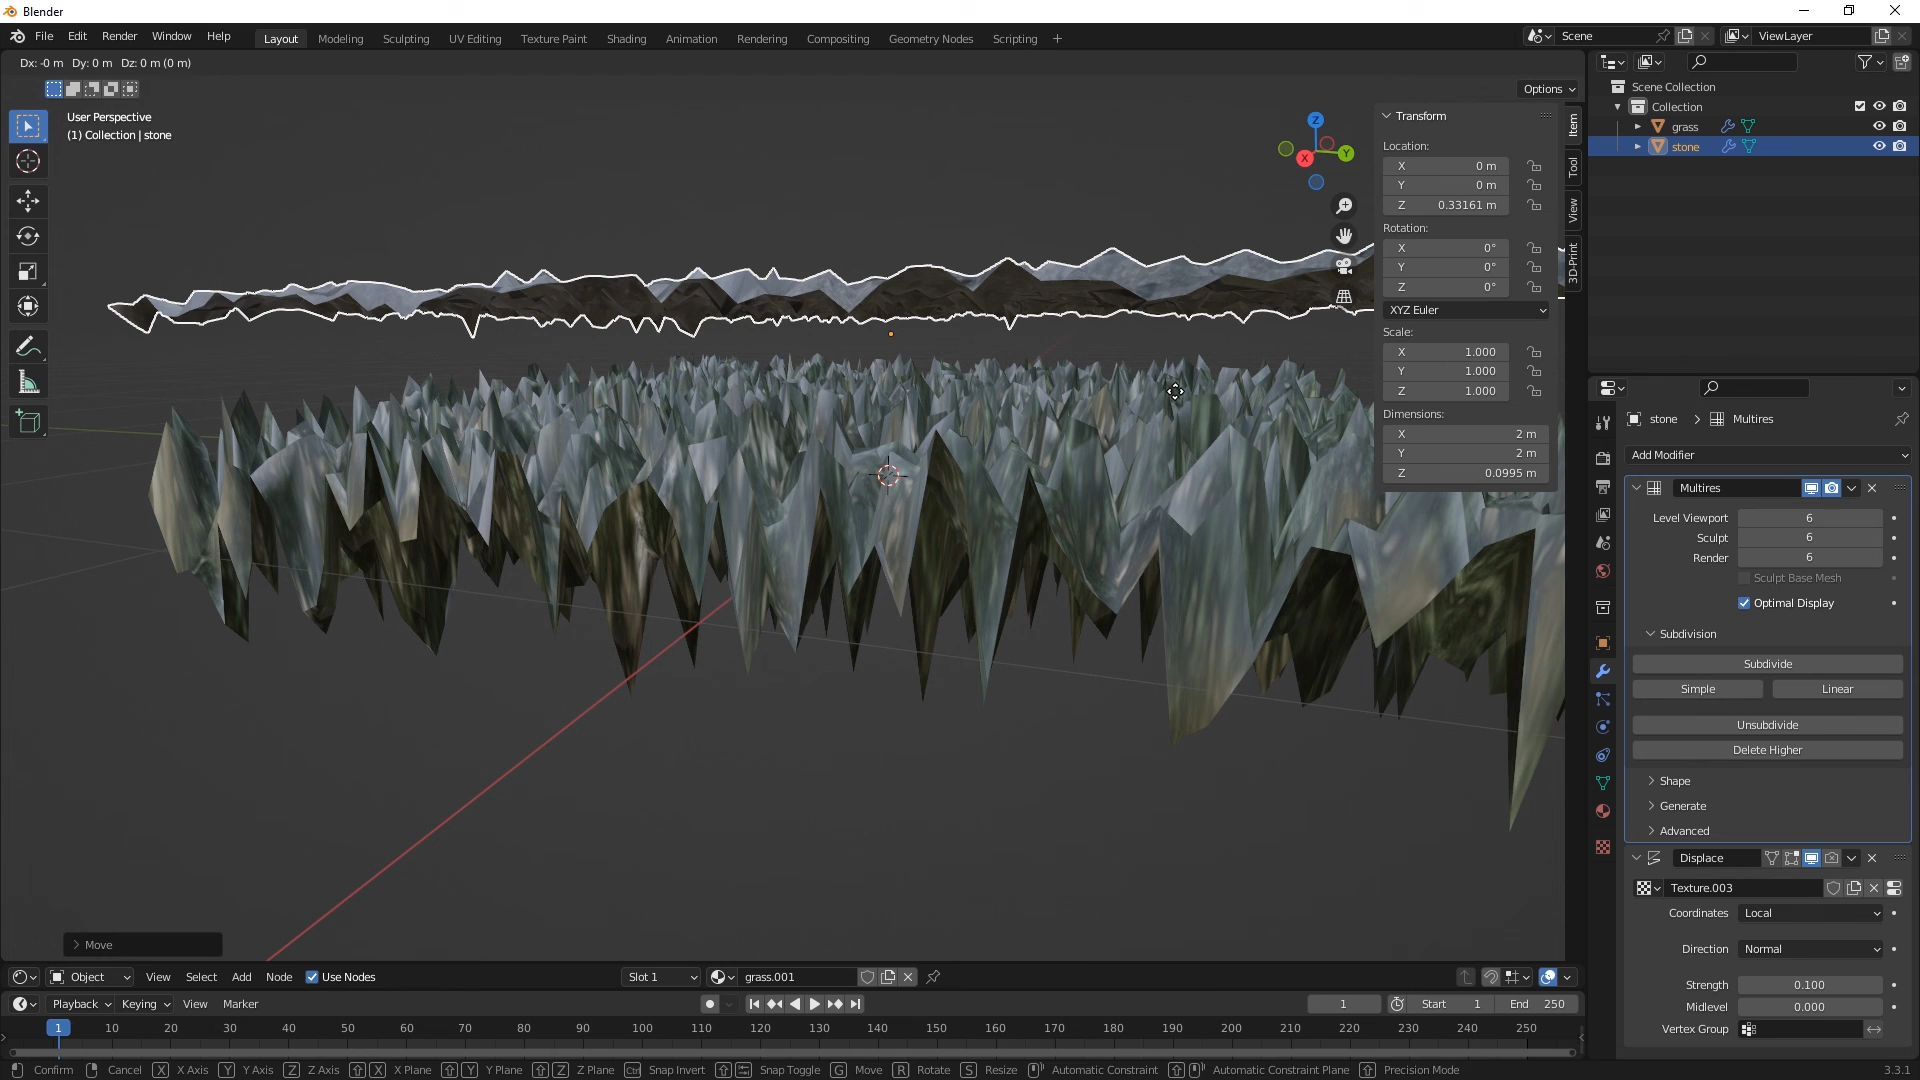 Blender
File Edit Render Window Help Layout Modeling Sculpting UV Editing Texture Paint Shading Animation Rendering Compositing Geometry Nodes Scripting + Scene ViewLayer
Dx: -0 m Dy: 0 m Dz: 0 m (0 m)
Options
User Perspective
(1) Collection | stone
Z
Y
X
Transform
Location:
X 0 m
Y 0 m
Z 0.33161 m
Rotation:
X 0°
Y 0°
Z 0°
XYZ Euler
Scale:
X 1.000
Y 1.000
Z 1.000
Dimensions:
X 2 m
Y 2 m
Z 0.0995 m
Item
Tool
View
3D-Print
Scene Collection
Collection
grass
stone
stone > Multires
Add Modifier
Multires
Level Viewport 6
Sculpt 6
Render 6
Sculpt Base Mesh
Optimal Display
Subdivision
Subdivide
Simple Linear
Unsubdivide
Delete Higher
Shape
Generate
Advanced
Displace
Texture.003
Coordinates Local
Direction Normal
Strength 0.100
Midlevel 0.000
Vertex Group
Move
Object View Select Add Node Use Nodes Slot 1 grass.001
Playback Keying View Marker 1 Start 1 End 250
1 10 20 30 40 50 60 70 80 90 100 110 120 130 140 150 160 170 180 190 200 210 220 230 240 250
Confirm Cancel X X Axis Y Y Axis Z Z Axis X X Plane Y Y Plane Z Z Plane Ctrl Snap Invert Snap Toggle G Move R Rotate S Resize Automatic Constraint Automatic Constraint Plane Precision Mode 3.3.1